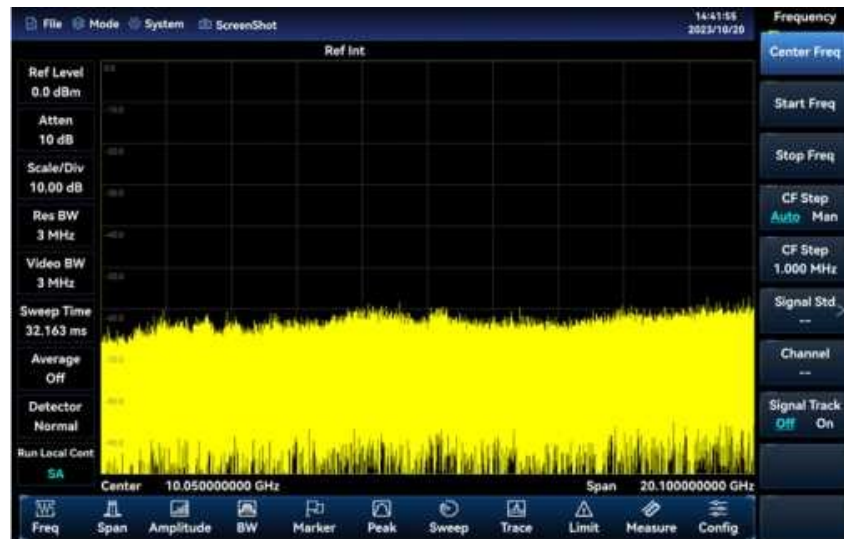 File Mode System ScreenShot
14:41:55
2023/10/20
Frequency
Ref Int
Ref Level
0.0 dBm
Atten
10 dB
Scale/Div
10.00 dB
Res BW
3 MHz
Video BW
3 MHz
Sweep Time
32.163 ms
Average
Off
Detector
Normal
Run Local Cont
SA
Center 10.050000000 GHz
Span 20.100000000 GHz
Center Freq
Start Freq
Stop Freq
CF Step
Auto Man
CF Step
1.000 MHz
Signal Std
--
Channel
--
Signal Track
Off On
Freq Span Amplitude BW Marker Peak Sweep Trace Limit Measure Config